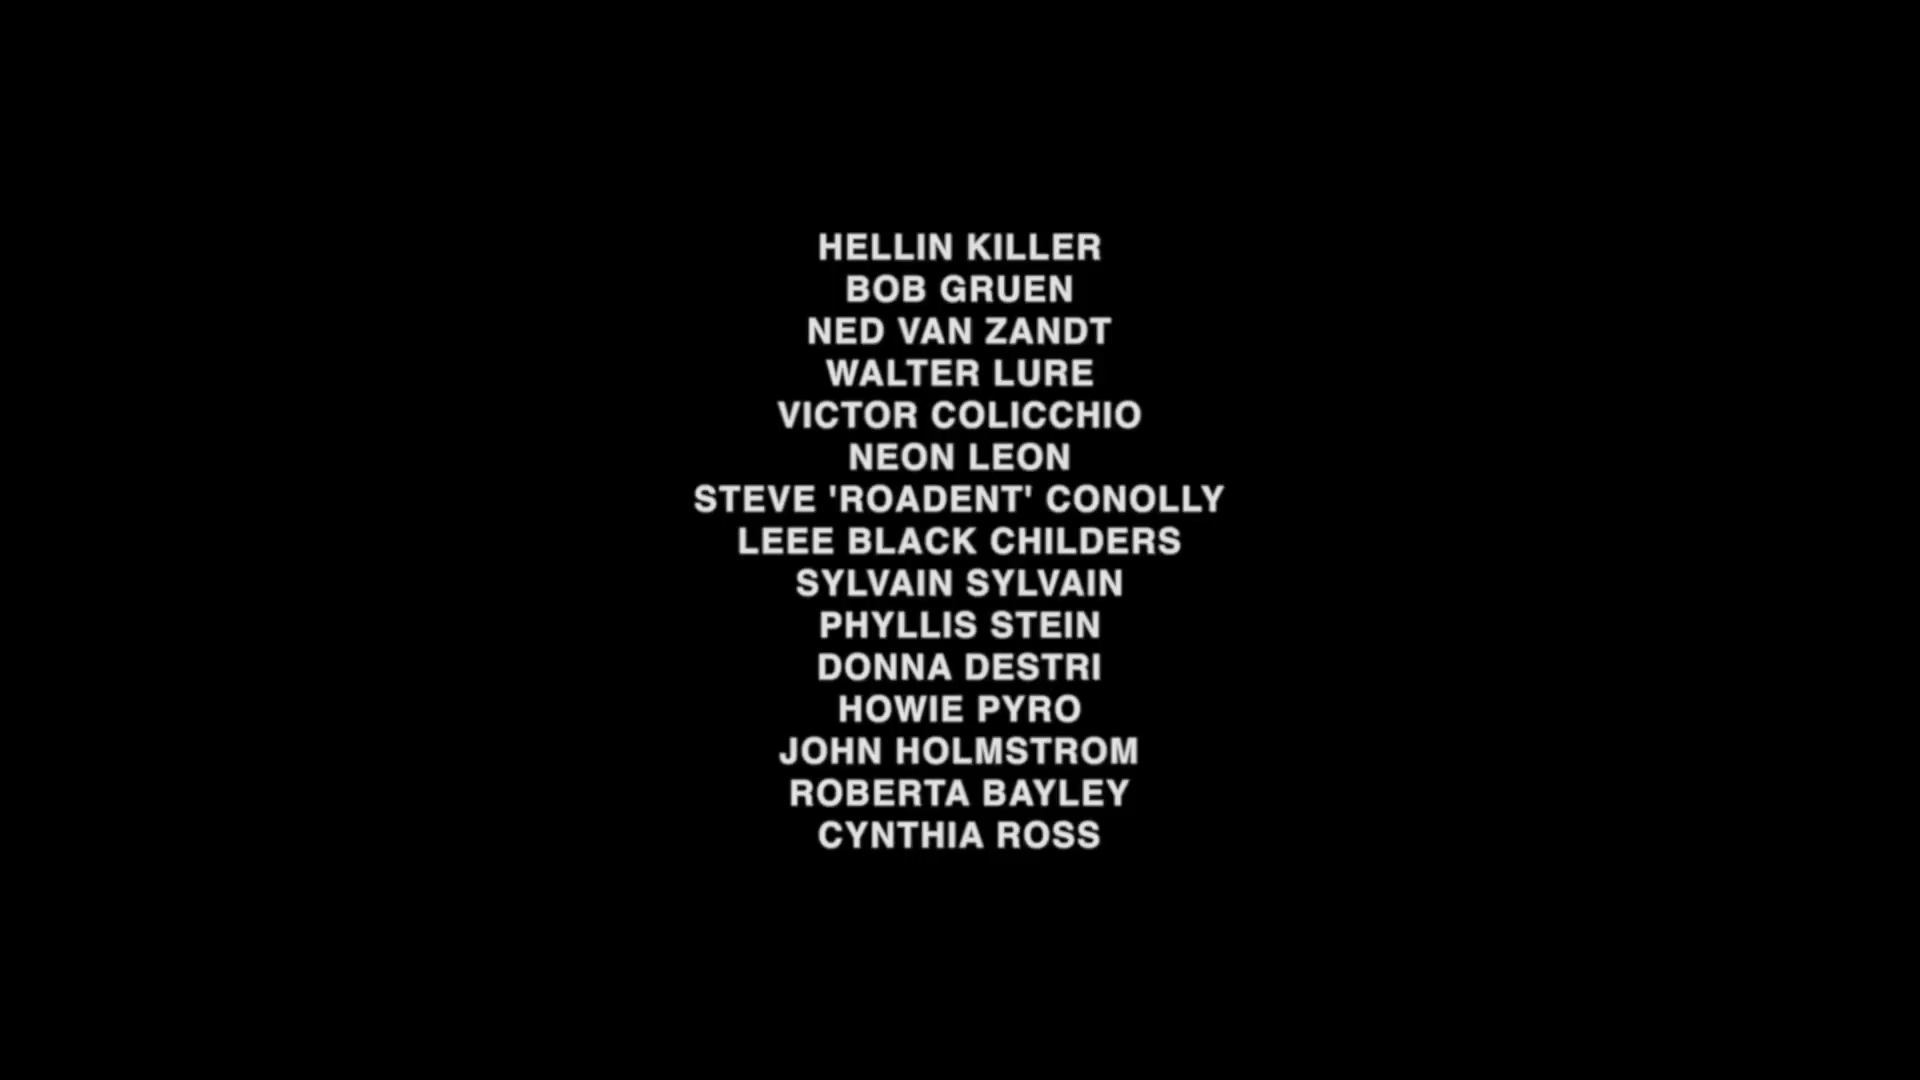 HELLIN KILLER
BOB GRUEN
NED VAN ZANDT
WALTER LURE
VICTOR COLICCHIO
NEON LEON
STEVE 'ROADENT' CONOLLY
LEEE BLACK CHILDERS
SYLVAIN SYLVAIN
PHYLLIS STEIN
DONNA DESTRI
HOWIE PYRO
JOHN HOLMSTROM
ROBERTA BAYLEY
CYNTHIA ROSS